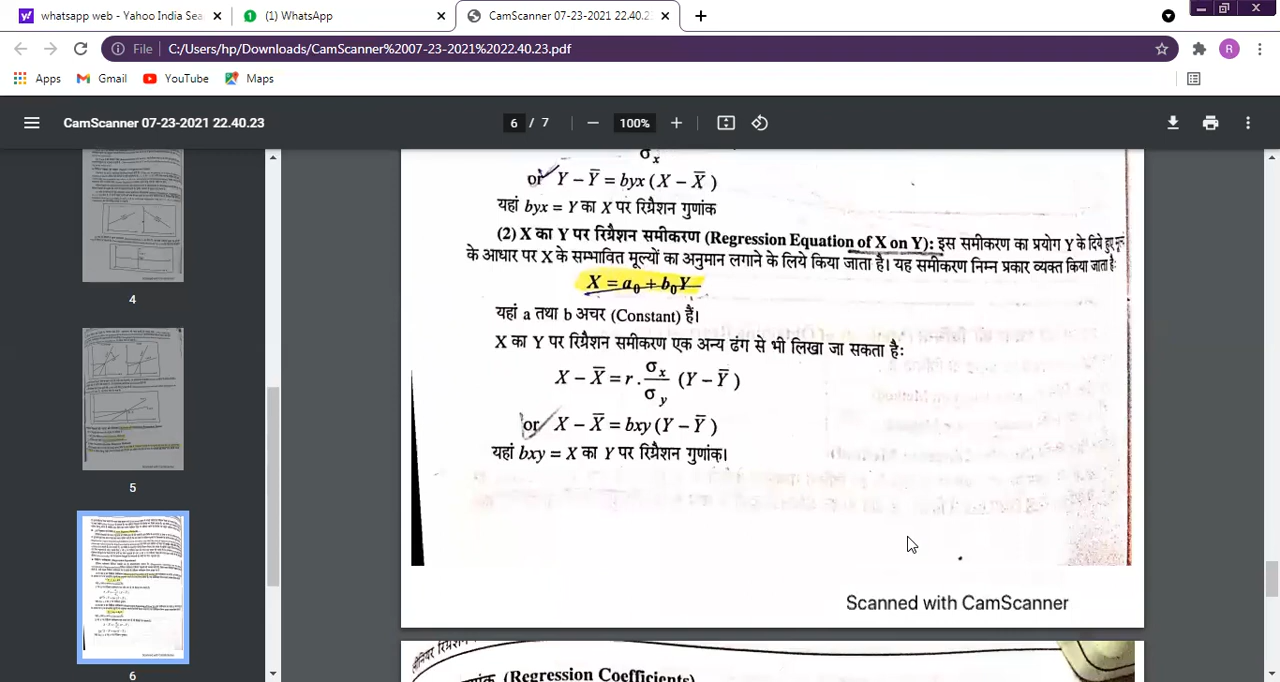 whatsapp web - Yahoo India Sea
(1) WhatsApp
CamScanner 07-23-2021 22.40.2
File
C:/Users/hp/Downloads/CamScanner%2007-23-2021%2022.40.23.pdf
R
Apps
Gmail
YouTube
Maps
CamScanner 07-23-2021 22.40.23
6 / 7
100%
4
5
6
σx
or Y – Ȳ = byx (X – X̄)
यहां byx = Y का X पर रिग्रैशन गुणांक
(2) X का Y पर रिग्रैशन समीकरण (Regression Equation of X on Y): इस समीकरण का प्रयोग Y के दिये हुए
के आधार पर X के सम्भावित मूल्यों का अनुमान लगाने के लिये किया जाता है। यह समीकरण निम्न प्रकार व्यक्त किया जाता है:
X = a0 + b0Y
यहां a तथा b अचर (Constant) हैं।
X का Y पर रिग्रैशन समीकरण एक अन्य ढंग से भी लिखा जा सकता है:
X – X̄ = r . σx/σy (Y – Ȳ)
or X – X̄ = bxy (Y – Ȳ)
यहां bxy = X का Y पर रिग्रैशन गुणांक।
Scanned with CamScanner
(Regression Coefficients)